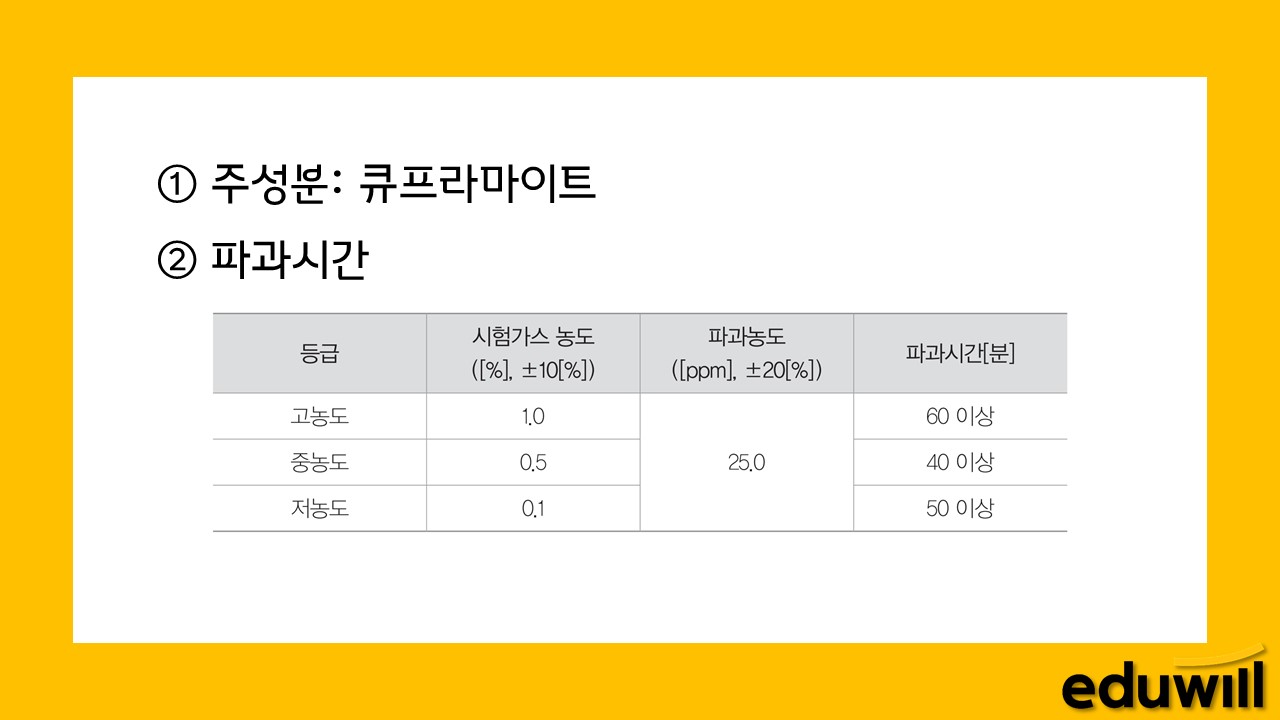 ① 주성분: 큐프라마이트
② 파과시간
등급 시험가스 농도 ([%], ±10[%]) 파과농도 ([ppm], ±20[%]) 파과시간[분]
고농도 1.0 25.0 60 이상
중농도 0.5 40 이상
저농도 0.1 50 이상
eduwill